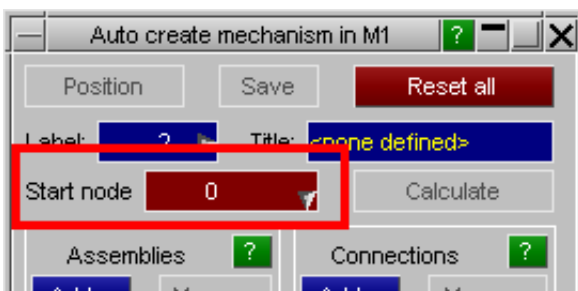 Auto create mechanism in M1 ?
Position Save Reset all
Label: ? Title: <none defined>
Start node 0 Calculate
Assemblies ? Connections ?